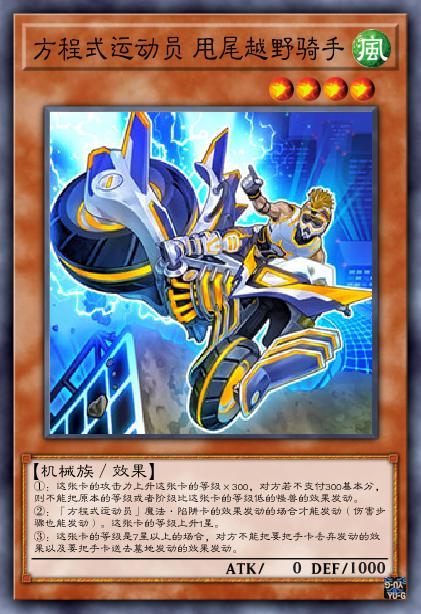 方程式运动员 甩尾越野骑手
風
【机械族／效果】
①：这张卡的攻击力上升这张卡的等级×300，对方若不支付300基本分，
则不能把原本的等级或者阶级比这张卡的等级低的怪兽的效果发动。
②：「方程式运动员」魔法·陷阱卡的效果发动的场合才能发动（伤害步
骤也能发动）。这张卡的等级上升1星。
③：这张卡的等级是7星以上的场合，对方不能把要把手卡丢弃发动的效
果以及要把手卡送去墓地发动的效果发动。
ATK/ 0 DEF/1000